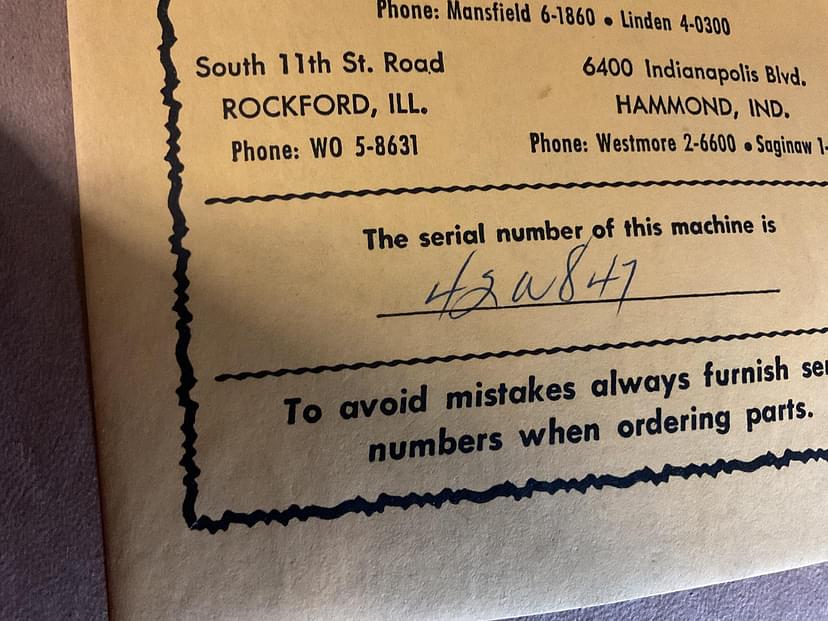 Phone: Mansfield 6-1860 • Linden 4-0300
South 11th St. Road
ROCKFORD, ILL.
Phone: WO 5-8631
6400 Indianapolis Blvd.
HAMMOND, IND.
Phone: Westmore 2-6600 • Saginaw 1-
The serial number of this machine is
42W847
To avoid mistakes always furnish ser
numbers when ordering parts.